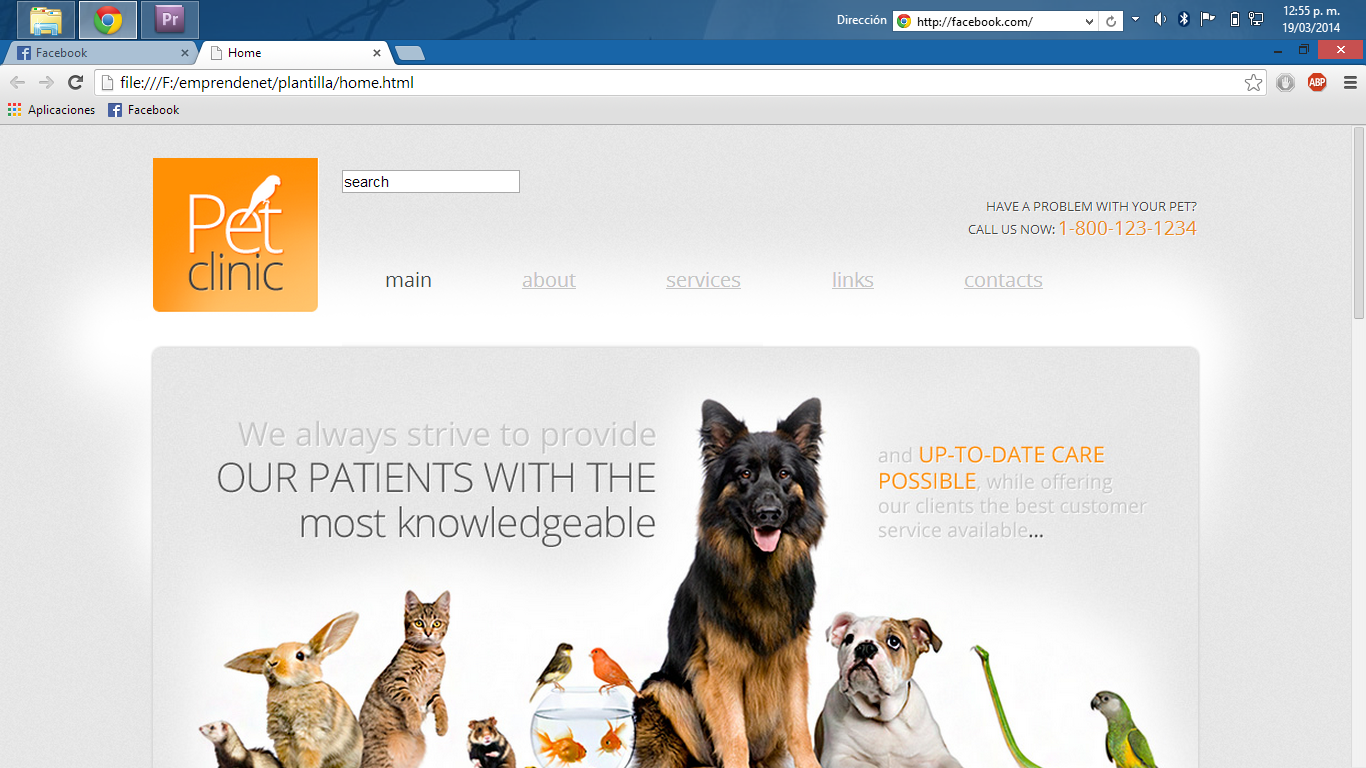 Pr
Dirección
http://facebook.com/
12:55 p. m.
19/03/2014
Facebook
Home
file:///F:/emprendenet/plantilla/home.html
ABP
Aplicaciones
Facebook
Pet
clinic
search
HAVE A PROBLEM WITH YOUR PET?
CALL US NOW: 1-800-123-1234
main
about
services
links
contacts
We always strive to provide
OUR PATIENTS WITH THE
most knowledgeable
and UP-TO-DATE CARE
POSSIBLE, while offering
our clients the best customer
service available...